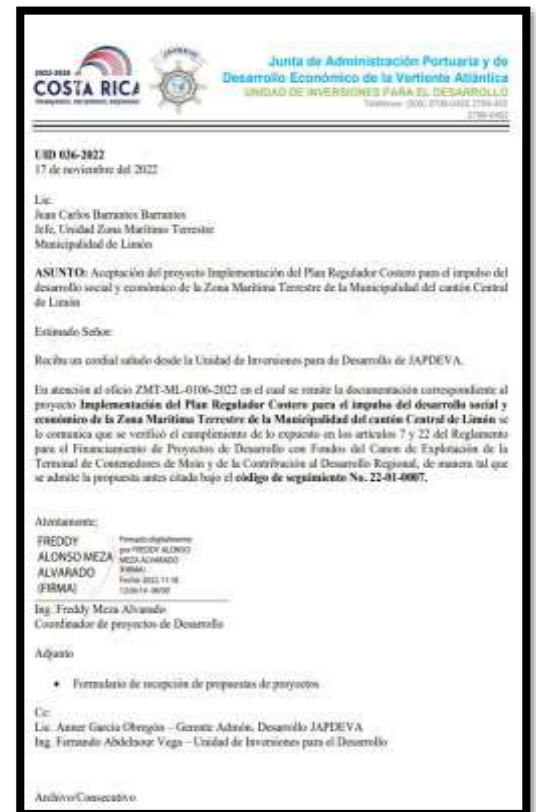 2022-2026
COSTA RICA
JAPDEVA
Junta de Administración Portuaria y de
Desarrollo Económico de la Vertiente Atlántica
UNIDAD DE INVERSIONES PARA EL DESARROLLO
UID 036-2022
17 de noviembre del 2022
Lic.
Juan Carlos Barrantes Barrantes
Jefe, Unidad Zona Marítimo Terrestre
Municipalidad de Limón
ASUNTO: Aceptación del proyecto Implementación del Plan Regulador Costero para el impulso del
desarrollo social y económico de la Zona Marítima Terrestre de la Municipalidad del cantón Central
de Limón
Estimado Señor:
Reciba un cordial saludo desde la Unidad de Inversiones para de Desarrollo de JAPDEVA.
En atención al oficio ZMT-ML-0106-2022 en el cual se remite la documentación correspondiente al
proyecto Implementación del Plan Regulador Costero para el impulso del desarrollo social y
económico de la Zona Marítima Terrestre de la Municipalidad del cantón Central de Limón se
lo comunica que se verificó el cumplimiento de lo expuesto en los artículos 7 y 22 del Reglamento
para el Financiamiento de Proyectos de Desarrollo con Fondos del Canon de Explotación de la
Terminal de Contenedores de Moín y de la Contribución al Desarrollo Regional, de manera tal que
se admite la propuesta antes citada bajo el código de seguimiento No. 22-01-0007.
Atentamente;
FREDDY
ALONSO MEZA
ALVARADO
(FIRMA)
Firmado digitalmente
por FREDDY ALONSO
MEZA ALVARADO
(FIRMA)
Fecha: 2022.11.18
Ing. Freddy Meza Alvarado
Coordinador de proyectos de Desarrollo
Adjunto
• Formulario de recepción de propuestas de proyectos
Cc:
Lic. Anner García Obregón – Gerente Admón. Desarrollo JAPDEVA
Ing. Fernando Abdelnour Vega – Unidad de Inversiones para el Desarrollo
Archivo/Consecutivo